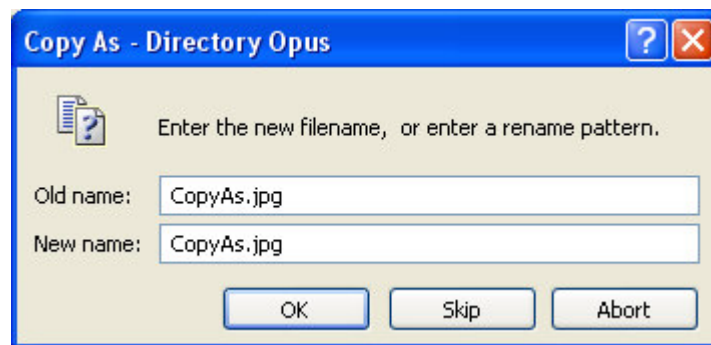 Copy As - Directory Opus
Enter the new filename, or enter a rename pattern.
Old name: CopyAs.jpg
New name: CopyAs.jpg
OK Skip Abort